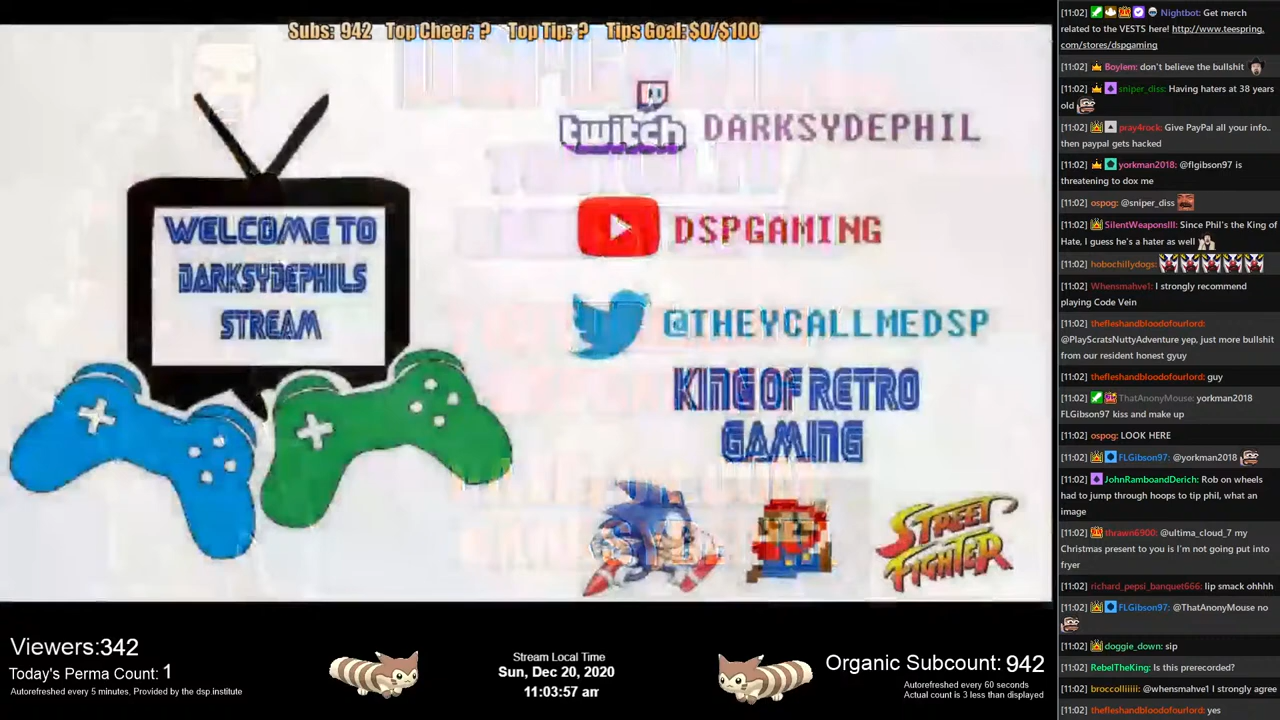 Subs: 942 Top Cheer: ? Top Tip: ? Tips Goal: $0/$100
WELCOME TO
DARKSYDEPHILS
STREAM
twitch DARKSYDEPHIL
DSPGAMING
@THEYCALLMEDSP
KING OF RETRO
GAMING
STREET
FIGHTER
Viewers:342
Today's Perma Count: 1
Autorefreshed every 5 minutes, Provided by the dsp institute
Stream Local Time
Sun, Dec 20, 2020
11:03:57 am
Organic Subcount: 942
Autorefreshed every 60 seconds
Actual count is 3 less than displayed
[11:02] Nightbot: Get merch
related to the VESTS here! http://www.teespring.
com/stores/dspgaming
[11:02] Boylem: don't believe the bullshit
[11:02] sniper_diss: Having haters at 38 years
old
[11:02] pray4rock: Give PayPal all your info..
then paypal gets hacked
[11:02] yorkman2018: @flgibson97 is
threatening to dox me
[11:02] ospog: @sniper_diss
[11:02] SilentWeaponsIII: Since Phil's the King of
Hate, I guess he's a hater as well
[11:02] hobochillydogs:
[11:02] Whensmahve1: I strongly recommend
playing Code Vein
[11:02] thefleshandbloodofourlord:
@PlayScratsNuttyAdventure yep, just more bullshit
from our resident honest gyuy
[11:02] thefleshandbloodofourlord: guy
[11:02] ThatAnonyMouse: yorkman2018
FLGibson97 kiss and make up
[11:02] ospog: LOOK HERE
[11:02] FLGibson97: @yorkman2018
[11:02] JohnRamboandDerich: Rob on wheels
had to jump through hoops to tip phil, what an
image
[11:02] thrawn6900: @ultima_cloud_7 my
Christmas present to you is I'm not going put into
fryer
[11:02] richard_pepsi_banquet666: lip smack ohhhh
[11:02] FLGibson97: @ThatAnonyMouse no
[11:02] doggie_down: sip
[11:02] RebelTheKing: Is this prerecorded?
[11:02] broccoliiiii: @whensmahve1 I strongly agree
[11:02] thefleshandbloodofourlord: yes